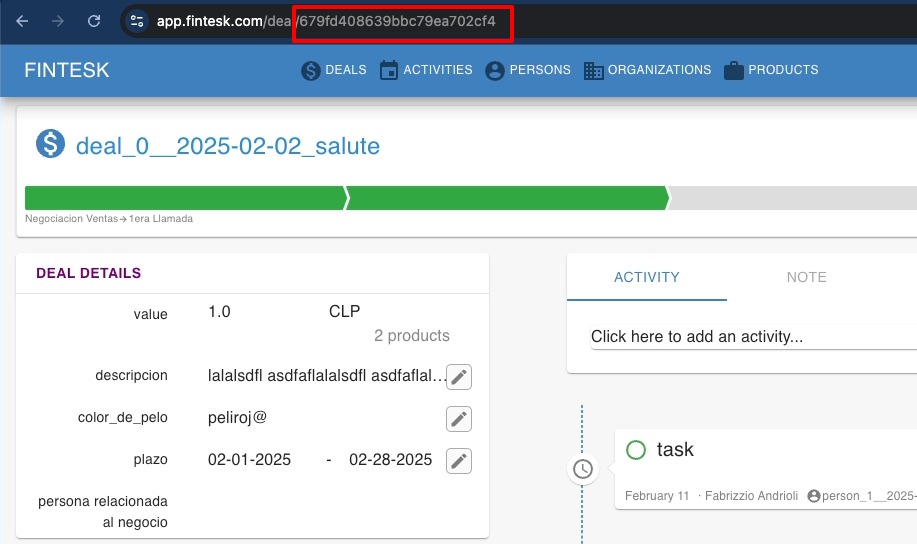 app.fintesk.com/deal/679fd408639bbc79ea702cf4
FINTESK
DEALS
ACTIVITIES
PERSONS
ORGANIZATIONS
PRODUCTS
deal_0__2025-02-02_salute
Negociacion Ventas→1era Llamada
DEAL DETAILS
value 1.0 CLP
2 products
descripcion lalalsdfl asdfaflalalsdfl asdfaflal...
color_de_pelo peliroj@
plazo 02-01-2025 - 02-28-2025
persona relacionada
al negocio
ACTIVITY NOTE
Click here to add an activity...
task
February 11 · Fabrizzio Andrioli person_1__2025-